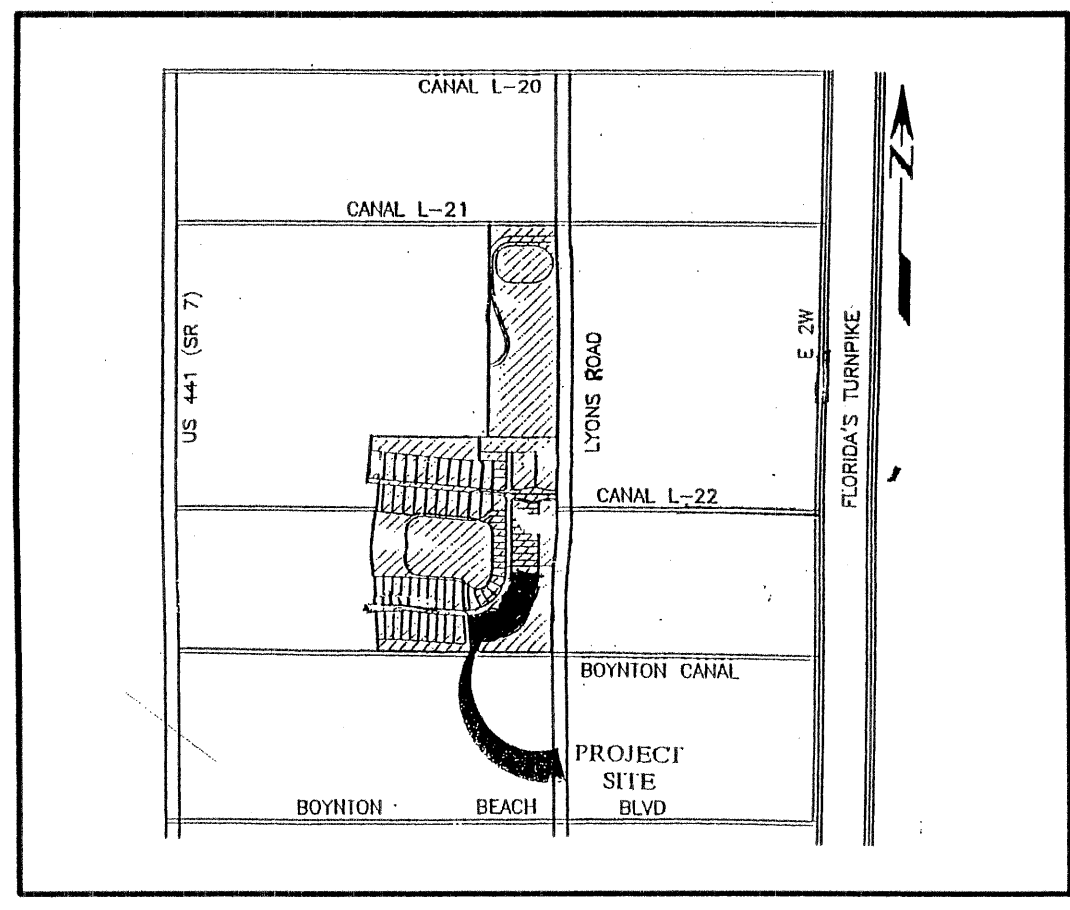 CANAL L-20
CANAL L-21
N
US 441 (SR 7)
LYONS ROAD
E 2W
FLORIDA'S TURNPIKE
CANAL L-22
BOYNTON CANAL
PROJECT
SITE
BOYNTON BEACH BLVD